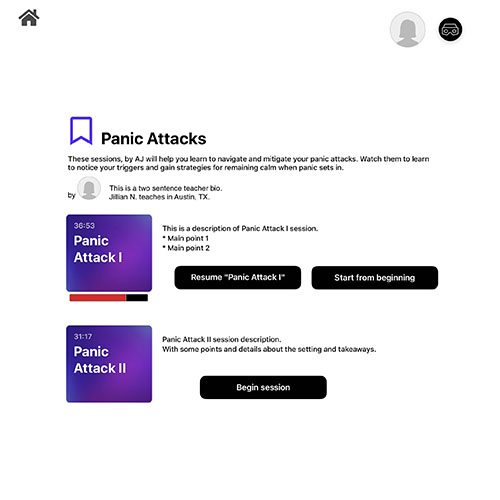 Panic Attacks
These sessions, by AJ will help you learn to navigate and mitigate your panic attacks. Watch them to learn
to notice your triggers and gain strategies for remaining calm when panic sets in.
by
This is a two sentence teacher bio.
Jillian N. teaches in Austin, TX.
36:53
Panic
Attack I
This is a description of Panic Attack I session.
* Main point 1
* Main point 2
Resume "Panic Attack I"
Start from beginning
31:17
Panic
Attack II
Panic Attack II session description.
With some points and details about the setting and takeaways.
Begin session